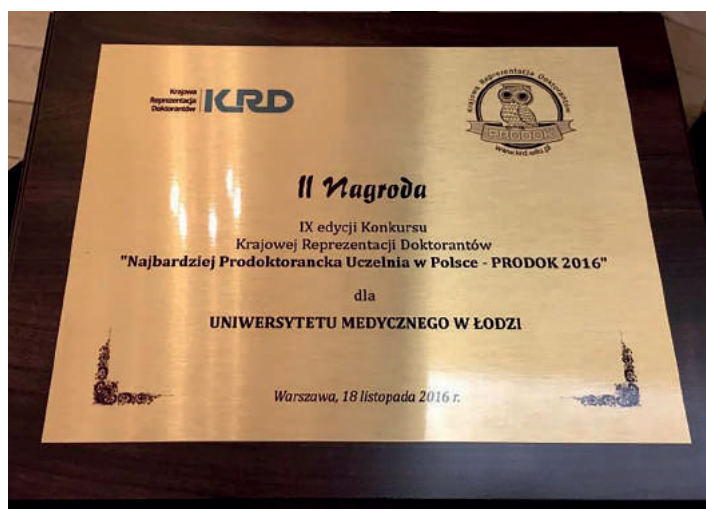 Krajowa
Reprezentacja
Doktorantów
KRD
Krajowa Reprezentacja Doktorantów
PRODOK
www.krd.edu.pl
II Nagroda
IX edycji Konkursu
Krajowej Reprezentacji Doktorantów
"Najbardziej Prodoktorancka Uczelnia w Polsce - PRODOK 2016"
dla
UNIWERSYTETU MEDYCZNEGO W ŁODZI
Warszawa, 18 listopada 2016 r.